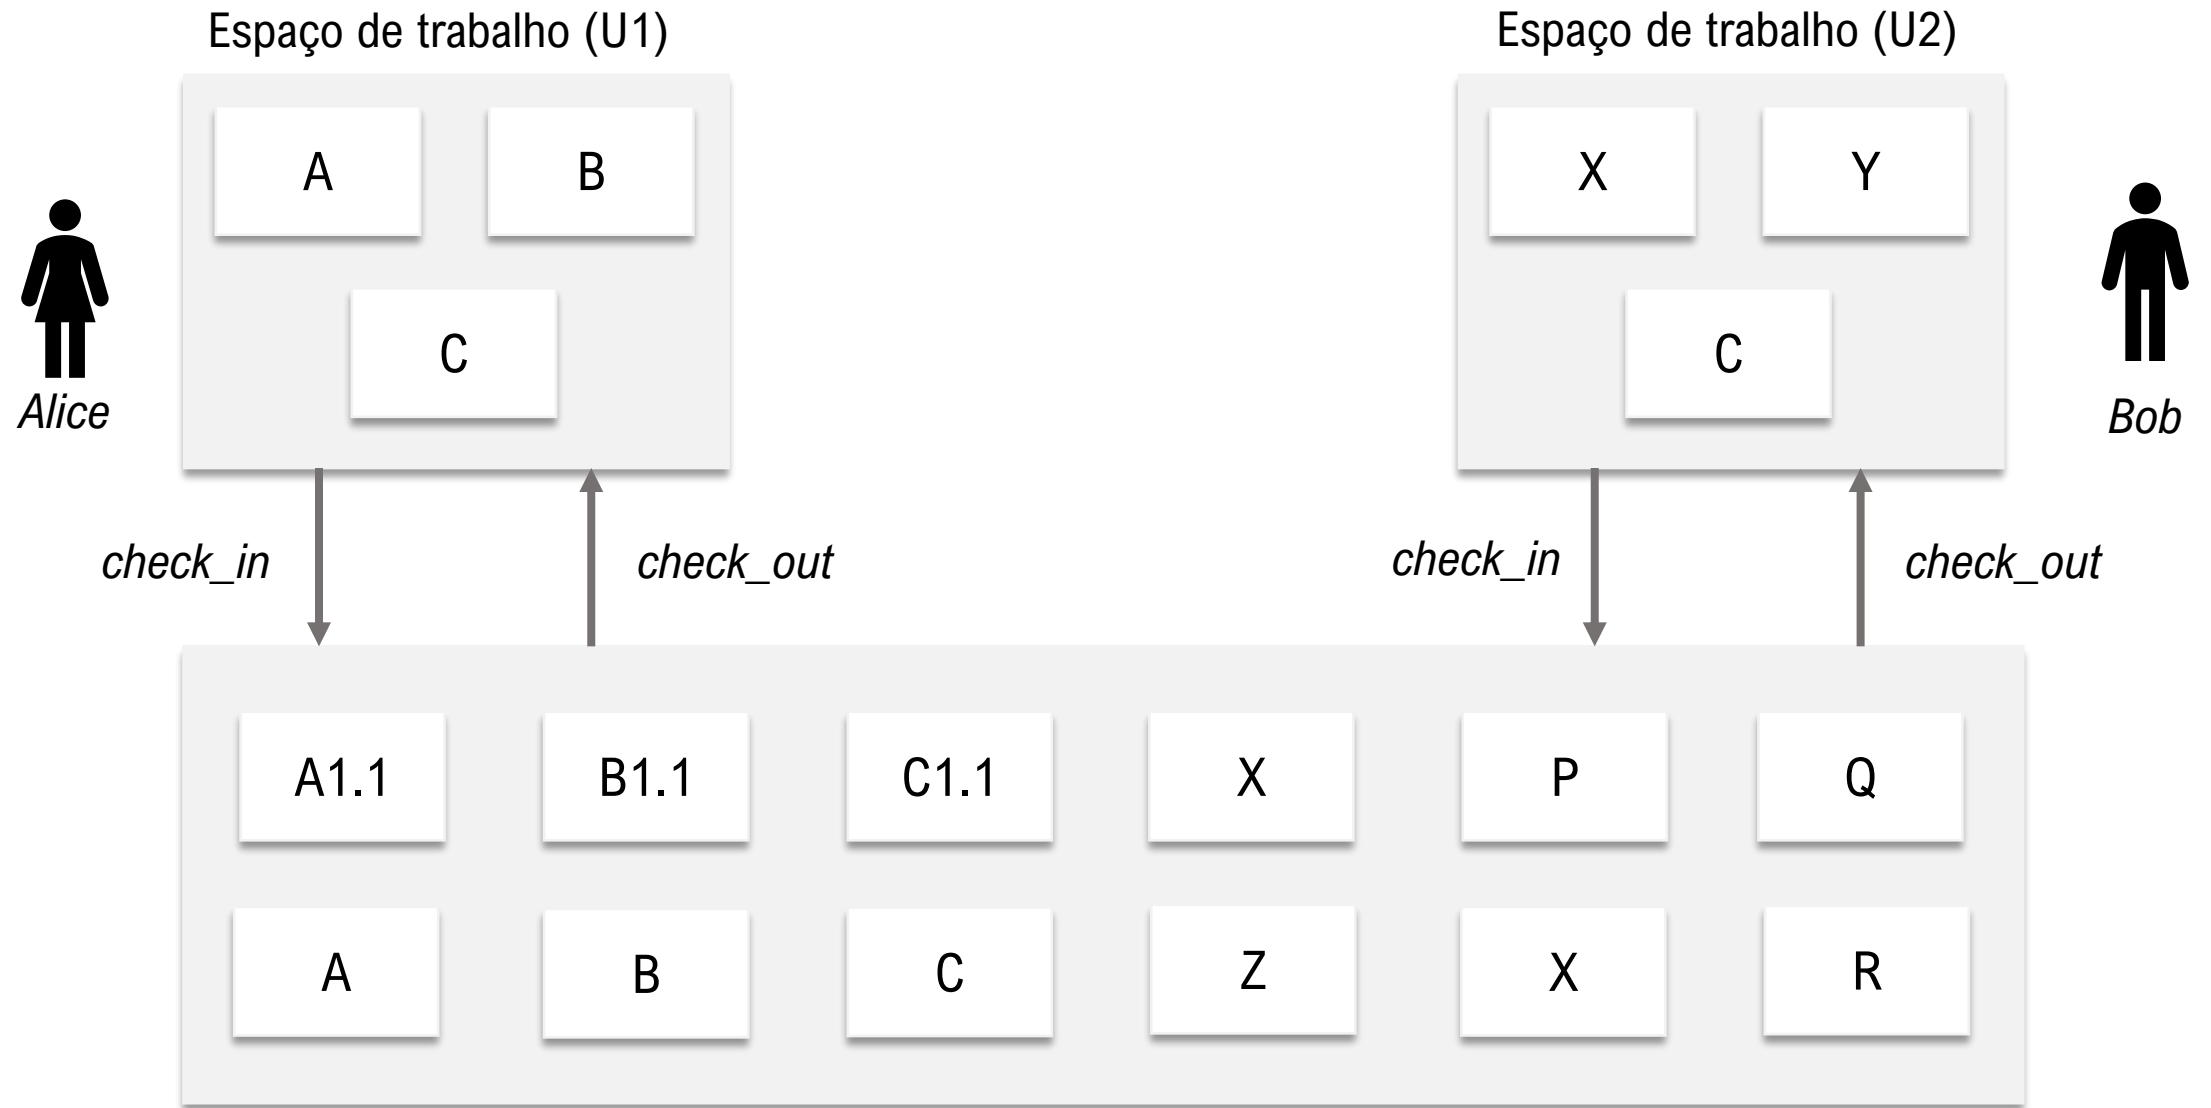 Espaço de trabalho (U1)
Espaço de trabalho (U2)
A
B
X
Y
C
C
Alice
Bob
check_in
check_out
check_in
check_out
A1.1
B1.1
C1.1
X
P
Q
A
B
C
Z
X
R